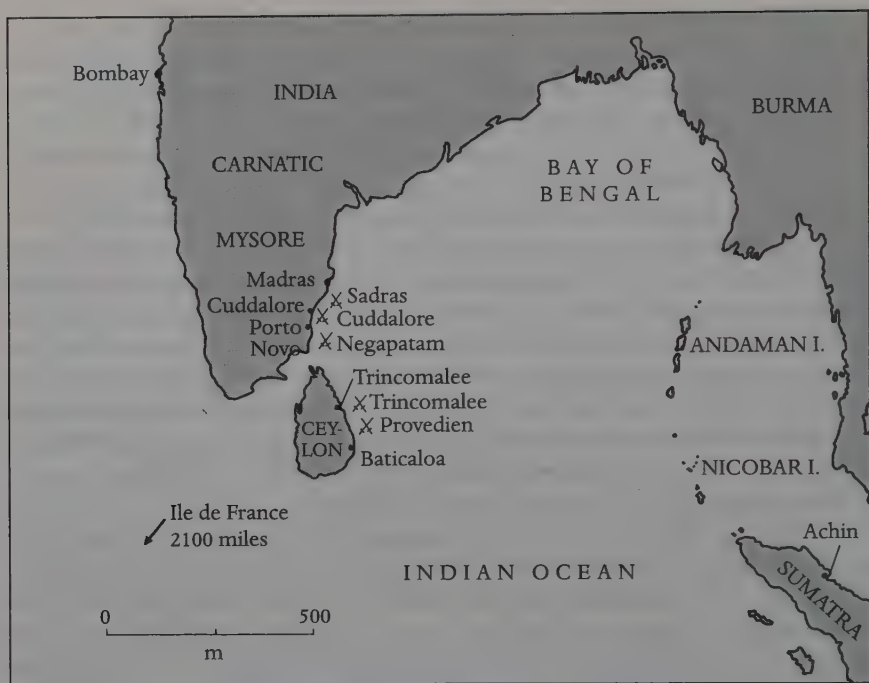 Bombay
INDIA
BURMA
CARNATIC
BAY OF
BENGAL
MYSORE
Madras
Sadras
Cuddalore
Cuddalore
Porto
Novo
Negapatam
ANDAMAN I.
Trincomalee
Trincomalee
CEY-
LON
Provedien
Baticaloa
NICOBAR I.
Ile de France
2100 miles
Achin
INDIAN OCEAN
SUMATRA
0 500
m